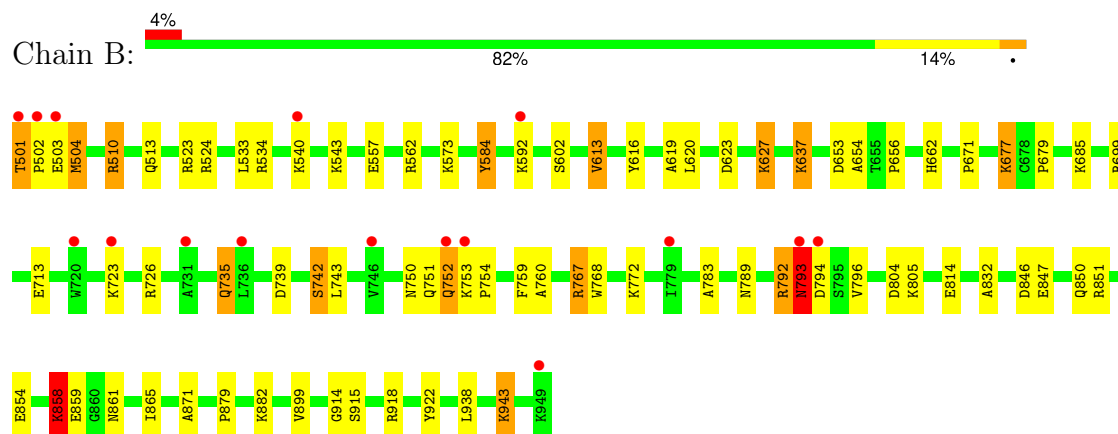 4%
Chain B:
82% 14% •
T501 P502 E503 M504 R510 Q513 R523 R524 L533 R534 K540 K543 E557 R562 K573 Y584 K592 S602 V613 Y616 A619 L620 D623 K627 K637 D653 A654 T655 P656 H662 P671 K677 C678 P679 K685
E713 W720 K723 R726 A731 Q735 L736 D739 S742 L743 V746 N750 Q751 Q752 K753 P754 F759 A760 R767 W768 K772 I779 A783 N789 R792 N793 D794 S795 V796 D804 K805 E814 A832 D846 E847 Q850 R851
E854 K858 E859 G860 N861 I865 A871 P879 K882 V899 G914 S915 R918 Y922 L938 K943 K949